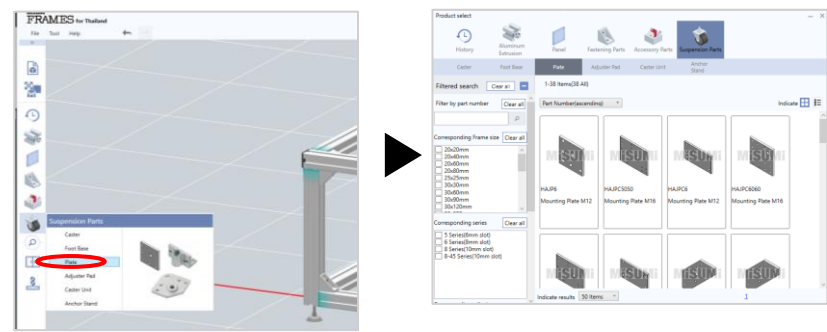 FRAMES for Thailand
File Tool Help
Suspension Parts
Caster
Foot Base
Plate
Adjuster Pad
Caster Unit
Anchor Stand
Product select
History
Aluminum
Extrusion
Panel
Fastening Parts
Accessory Parts
Suspension Parts
Caster
Foot Base
Plate
Adjuster Pad
Caster Unit
Anchor
Stand
Filtered search
Clear all
1-38 items(38 All)
Filter by part number
Clear all
Part Number(ascending)
Indicate
Corresponding Frame size
Clear all
20x20mm
20x40mm
20x60mm
20x80mm
25x25mm
30x30mm
30x60mm
30x90mm
30x120mm
Corresponding series
Clear all
5 Series(6mm slot)
6 Series(8mm slot)
8 Series(10mm slot)
8-45 Series(10mm slot)
MISUMI MISUMI MISUMI MISUMI
HAJP6
Mounting Plate M12
HAJPC5050
Mounting Plate M16
HAJPC6
Mounting Plate M12
HAJPC6060
Mounting Plate M16
MISUMI MISUMI MISUMI MISUMI
Indicate results 50 items
1